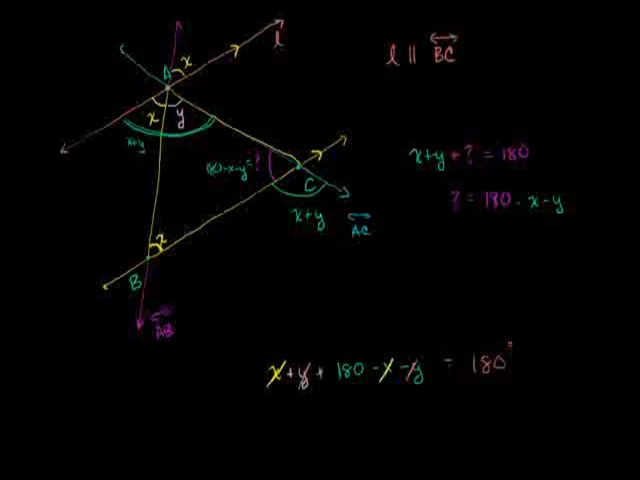 l
x
A
l || BC
x
y
x+y
180-x-y=?
x+y + ? = 180
C
? = 180 - x-y
x+y
AC
x
B
AB
x + y + 180 - x - y = 180°